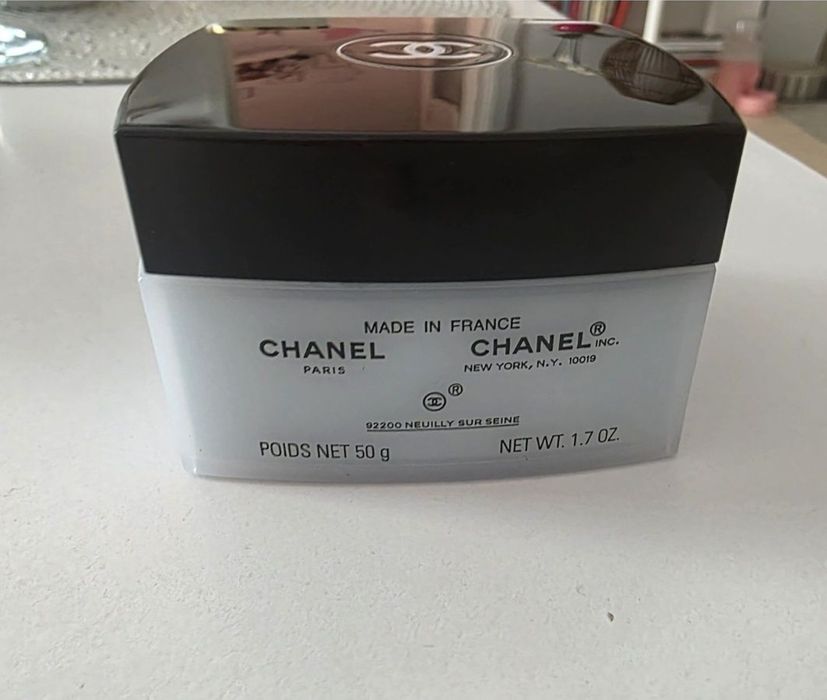 MADE IN FRANCE
CHANEL CHANEL® INC.
PARIS NEW YORK, N.Y. 10019
®
92200 NEUILLY SUR SEINE
POIDS NET 50 g NET WT. 1.7 OZ.